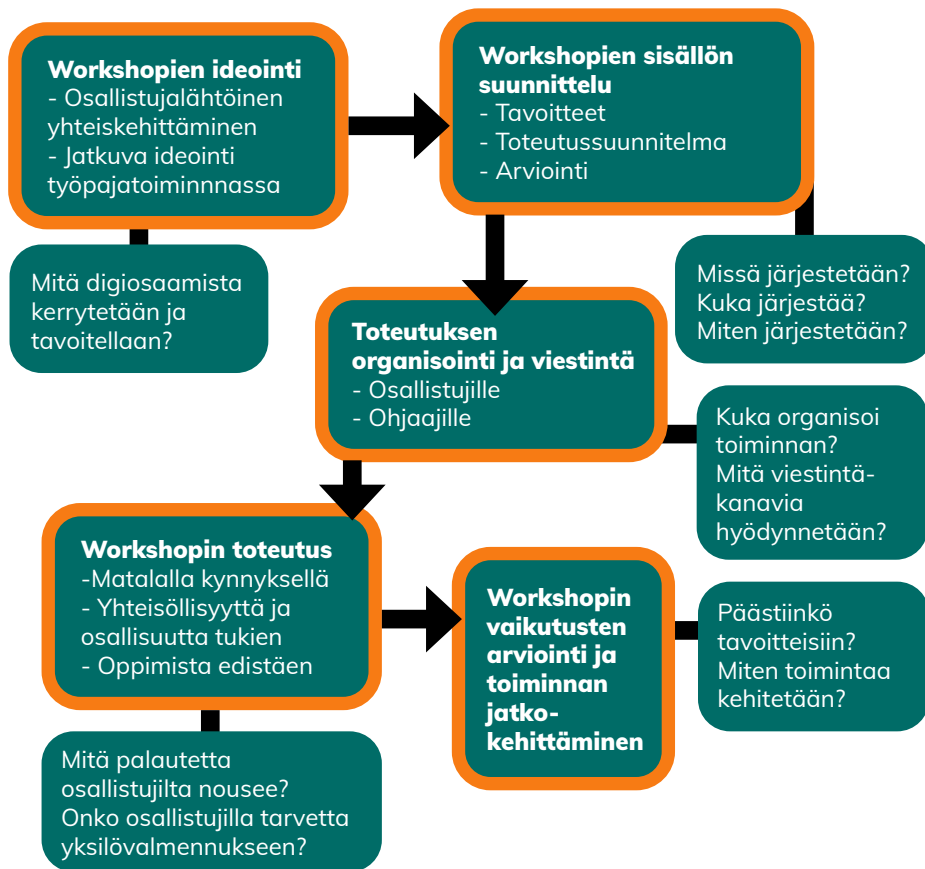 Workshopien ideointi
- Osallistujalähtöinen
yhteiskehittäminen
- Jatkuva ideointi
työpajatoiminnnassa
Workshopien sisällön
suunnittelu
- Tavoitteet
- Toteutussuunnitelma
- Arviointi
Mitä digiosaamista
kerrytetään ja
tavoitellaan?
Missä järjestetään?
Kuka järjestää?
Miten järjestetään?
Toteutuksen
organisointi ja viestintä
- Osallistujille
- Ohjaajille
Kuka organisoi
toiminnan?
Mitä viestintä-
kanavia
hyödynnetään?
Workshopin toteutus
-Matalalla kynnyksellä
- Yhteisöllisyyttä ja
osallisuutta tukien
- Oppimista edistäen
Workshopin
vaikutusten
arviointi ja
toiminnan
jatko-
kehittäminen
Päästiinkö
tavoitteisiin?
Miten toimintaa
kehitetään?
Mitä palautetta
osallistujilta nousee?
Onko osallistujilla tarvetta
yksilövalmennukseen?